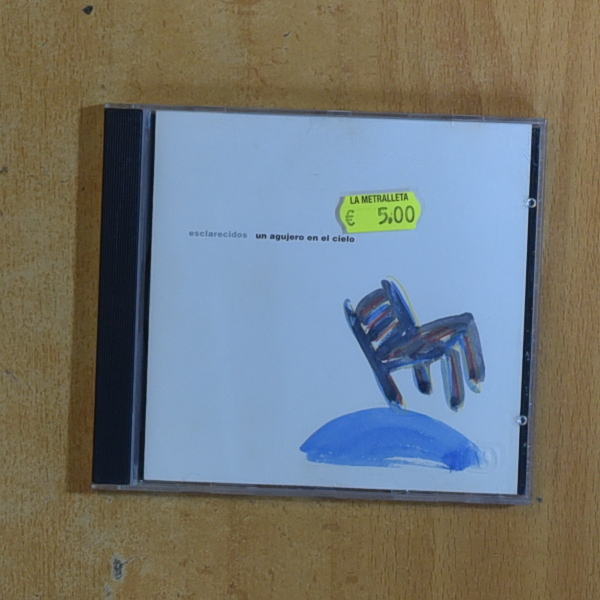 LA METRALLETA
€ 5,00
esclarecidos un agujero en el cielo